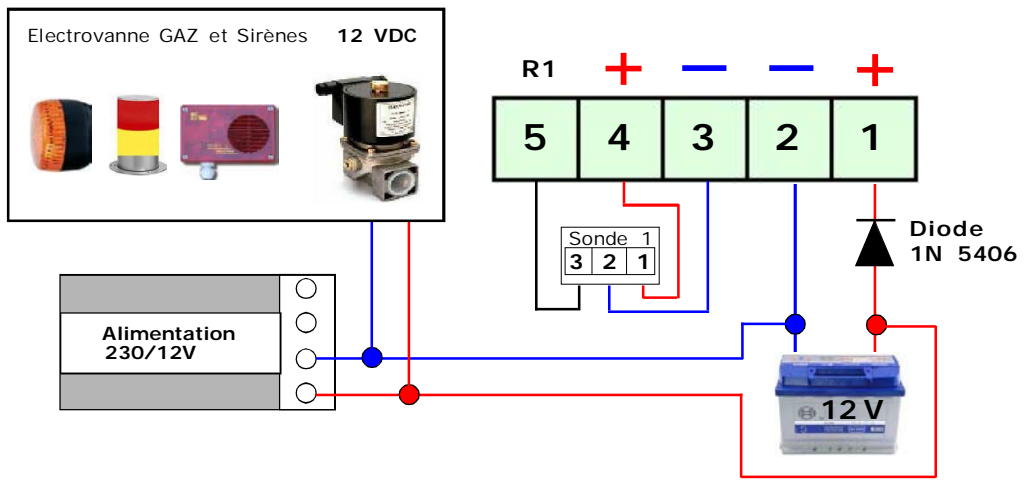 Electrovanne GAZ et Sirènes 12 VDC
R1 + — — +
5 4 3 2 1
Sonde 1
3 2 1
Diode
1N 5406
Alimentation
230/12V
12 V